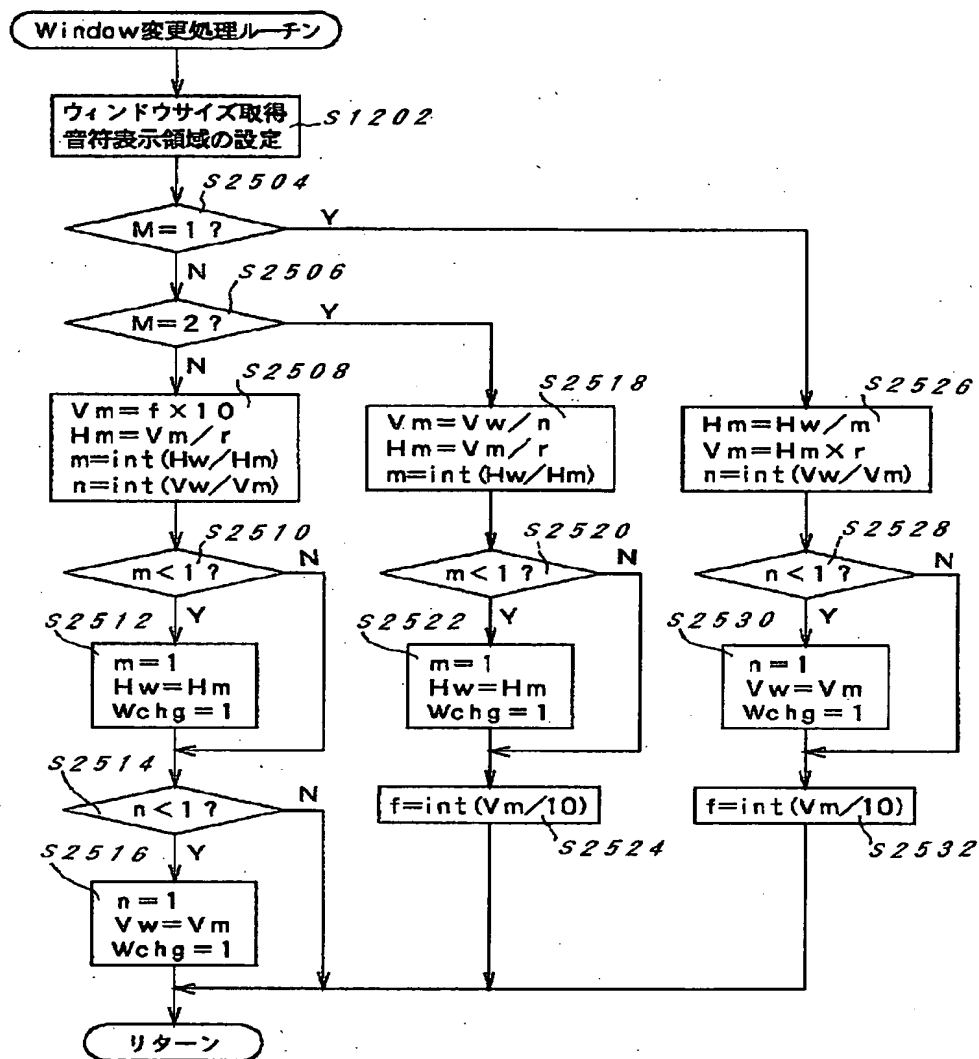 Window変更処理ルーチン
ウィンドウサイズ取得
音符表示領域の設定
S1202
S2504
M=1?
Y
N
S2506
M=2?
Y
N
S2508
Vm=f×10
Hm=Vm/r
m=int(Hw/Hm)
n=int(Vw/Vm)
S2518
Vm=Vw/n
Hm=Vm/r
m=int(Hw/Hm)
S2526
Hm=Hw/m
Vm=Hm×r
n=int(Vw/Vm)
S2510
m<1?
N
Y
S2520
m<1?
N
Y
S2528
n<1?
N
Y
S2512
m=1
Hw=Hm
Wchg=1
S2522
m=1
Hw=Hm
Wchg=1
S2530
n=1
Vw=Vm
Wchg=1
S2514
n<1?
N
Y
f=int(Vm/10)
S2524
f=int(Vm/10)
S2532
S2516
n=1
Vw=Vm
Wchg=1
リターン